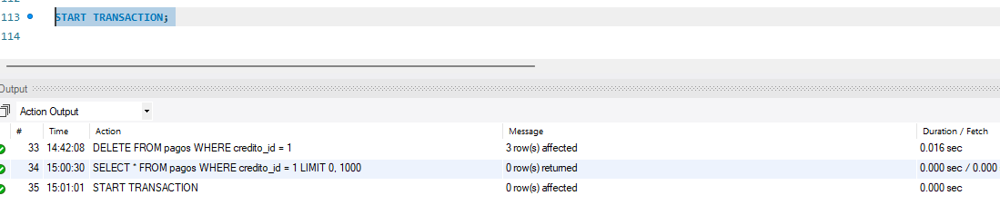 113 START TRANSACTION;
114
Output
Action Output
# Time Action Message Duration / Fetch
33 14:42:08 DELETE FROM pagos WHERE credito_id = 1 3 row(s) affected 0.016 sec
34 15:00:30 SELECT * FROM pagos WHERE credito_id = 1 LIMIT 0, 1000 0 row(s) returned 0.000 sec / 0.000
35 15:01:01 START TRANSACTION 0 row(s) affected 0.000 sec